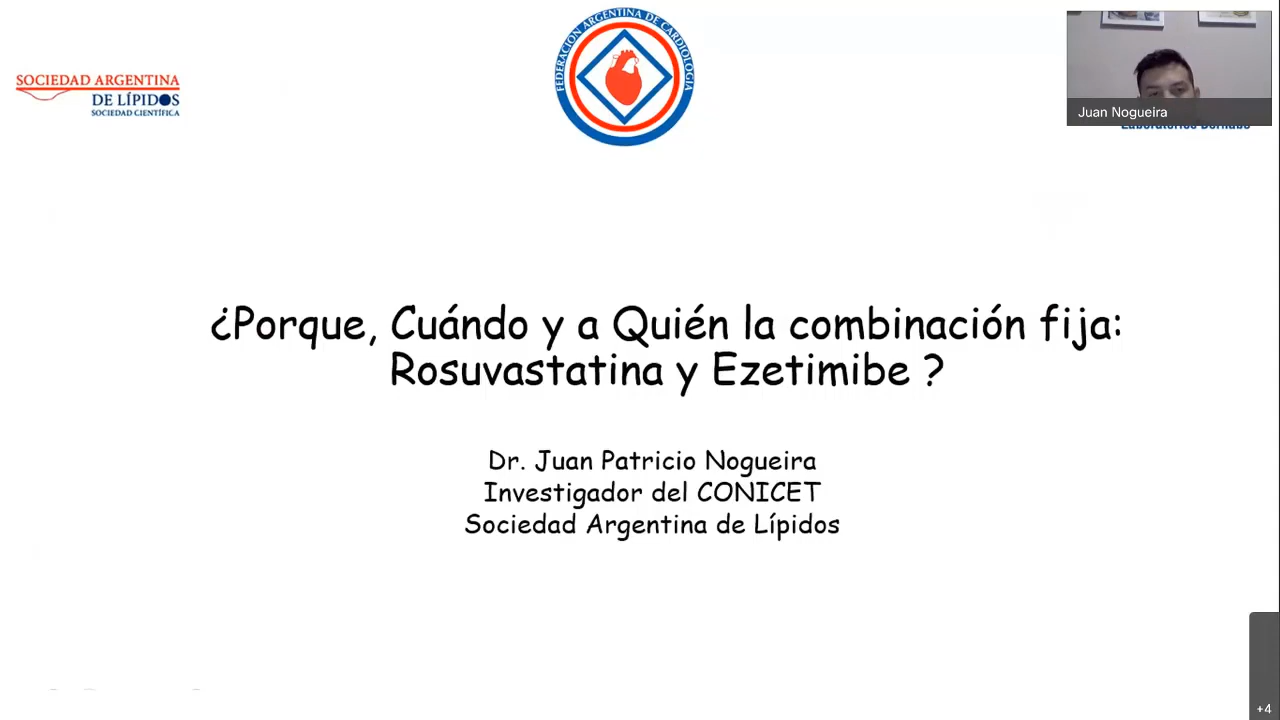 SOCIEDAD ARGENTINA
DE LÍPIDOS
SOCIEDAD CIENTÍFICA
FEDERACION ARGENTINA DE CARDIOLOGIA
Juan Nogueira
¿Porque, Cuándo y a Quién la combinación fija:
Rosuvastatina y Ezetimibe ?
Dr. Juan Patricio Nogueira
Investigador del CONICET
Sociedad Argentina de Lípidos
+4